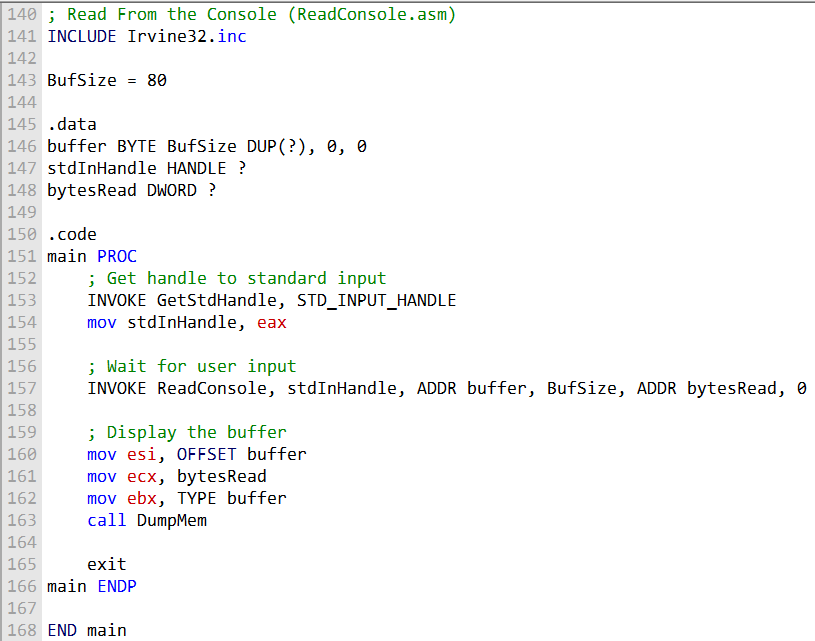 140 ; Read From the Console (ReadConsole.asm)
141 INCLUDE Irvine32.inc
142
143 BufSize = 80
144
145 .data
146 buffer BYTE BufSize DUP(?), 0, 0
147 stdInHandle HANDLE ?
148 bytesRead DWORD ?
149
150 .code
151 main PROC
152     ; Get handle to standard input
153     INVOKE GetStdHandle, STD_INPUT_HANDLE
154     mov stdInHandle, eax
155
156     ; Wait for user input
157     INVOKE ReadConsole, stdInHandle, ADDR buffer, BufSize, ADDR bytesRead, 0
158
159     ; Display the buffer
160     mov esi, OFFSET buffer
161     mov ecx, bytesRead
162     mov ebx, TYPE buffer
163     call DumpMem
164
165     exit
166 main ENDP
167
168 END main